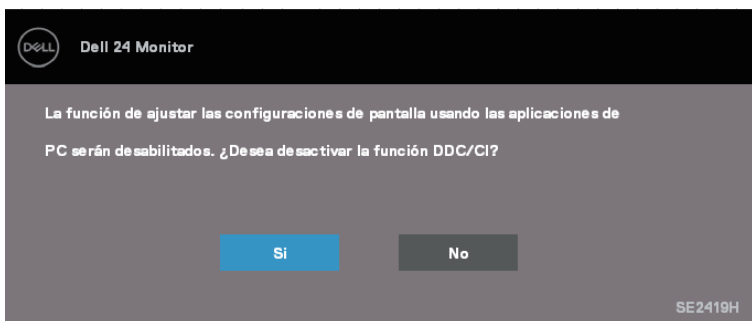 DELL
Dell 24 Monitor
La función de ajustar las configuraciones de pantalla usando las aplicaciones de
PC serán desabilitados. ¿Desea desactivar la función DDC/CI?
Si
No
SE2419H